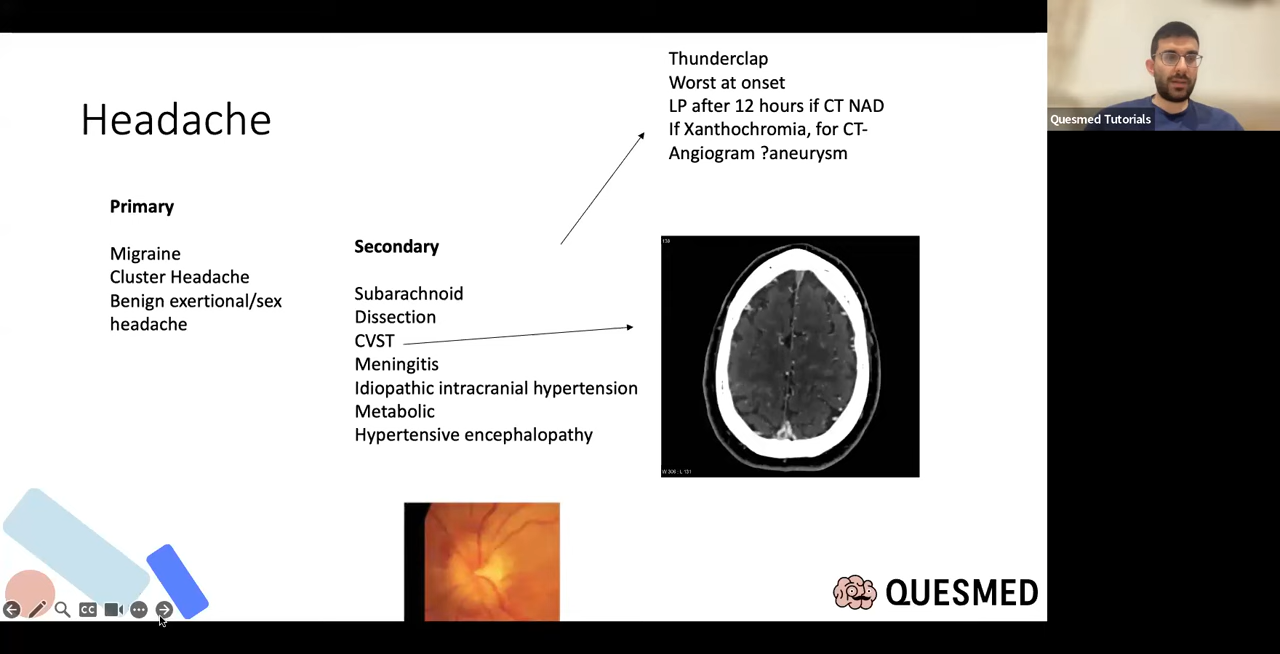 Headache
Primary
Migraine
Cluster Headache
Benign exertional/sex
headache
Secondary
Subarachnoid
Dissection
CVST
Meningitis
Idiopathic intracranial hypertension
Metabolic
Hypertensive encephalopathy
Thunderclap
Worst at onset
LP after 12 hours if CT NAD
If Xanthochromia, for CT-
Angiogram ?aneurysm
Quesmed Tutorials
CC
QUESMED